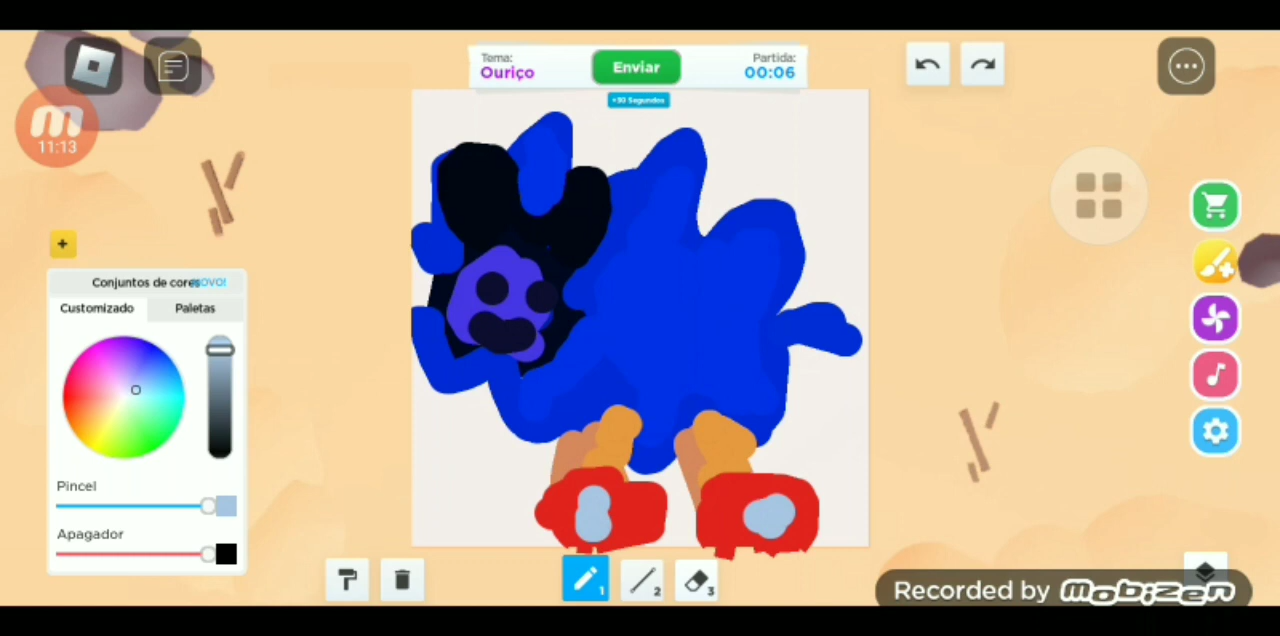 Tema:
Ouriço
Enviar
Partida:
00:06
+30 Segundos
m
11:13
+
Conjuntos de cores
NOVO!
Customizado
Paletas
Pincel
Apagador
1
2
3
Recorded by mobizen